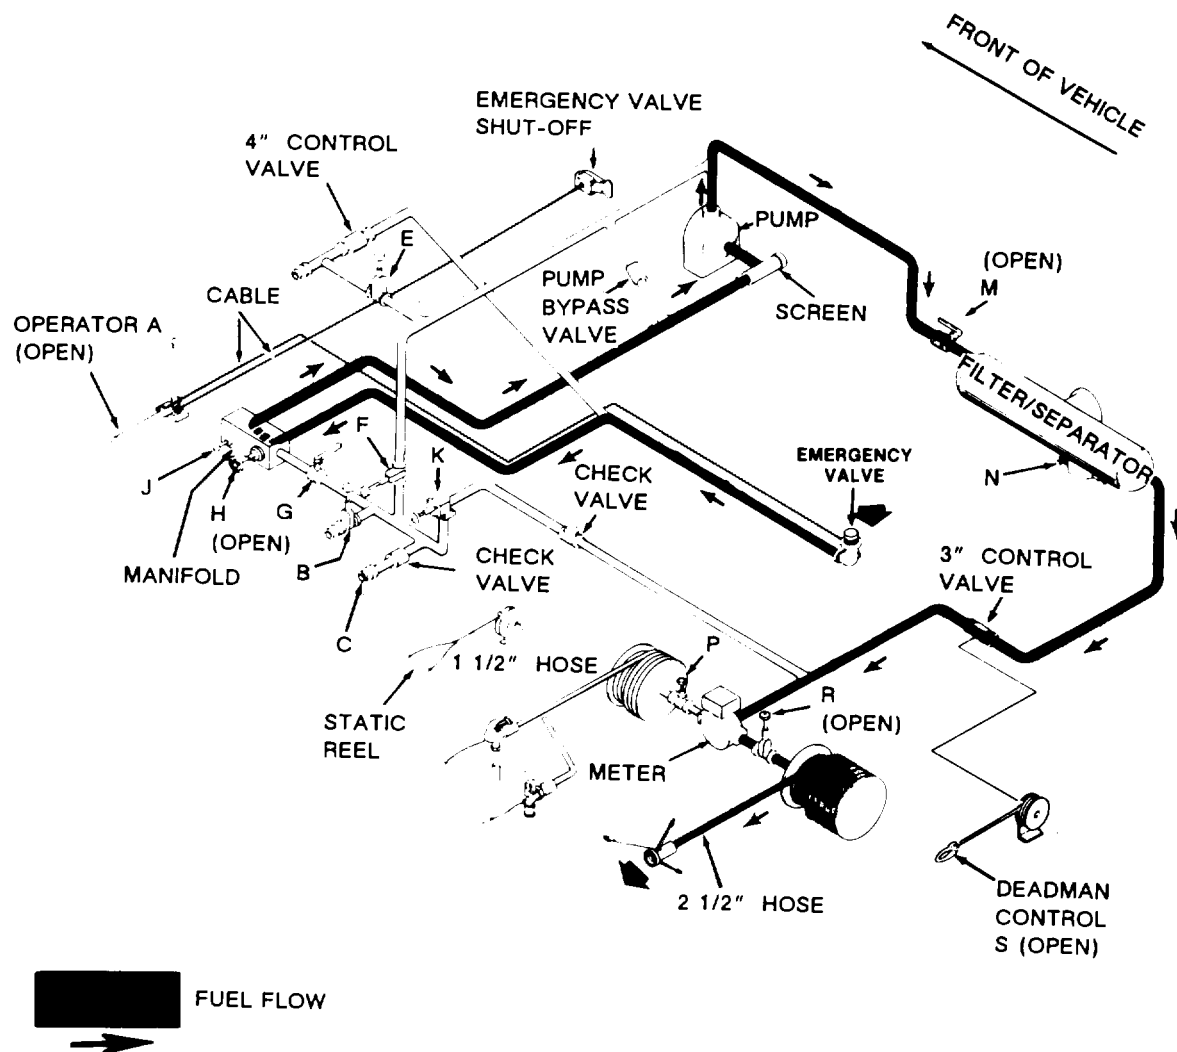 FRONT OF VEHICLE
EMERGENCY VALVE
SHUT-OFF
4" CONTROL
VALVE
E
PUMP
(OPEN)
M
CABLE
PUMP
BYPASS
VALVE
SCREEN
OPERATOR A
(OPEN)
FILTER/SEPARATOR
F
K
EMERGENCY
VALVE
N
CHECK
VALVE
J
H
(OPEN)
G
MANIFOLD
B
CHECK
VALVE
3" CONTROL
VALVE
C
1 1/2" HOSE
P
R
(OPEN)
STATIC
REEL
METER
2 1/2" HOSE
DEADMAN
CONTROL
S (OPEN)
FUEL FLOW